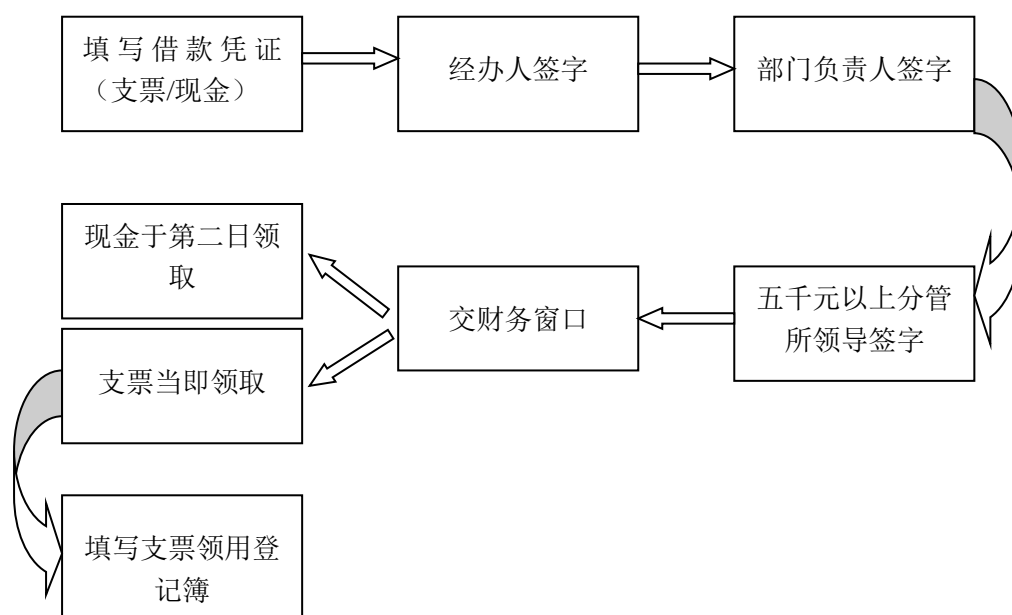 填写借款凭证
（支票/现金）
经办人签字
部门负责人签字
现金于第二日领
取
交财务窗口
五千元以上分管
所领导签字
支票当即领取
填写支票领用登
记簿